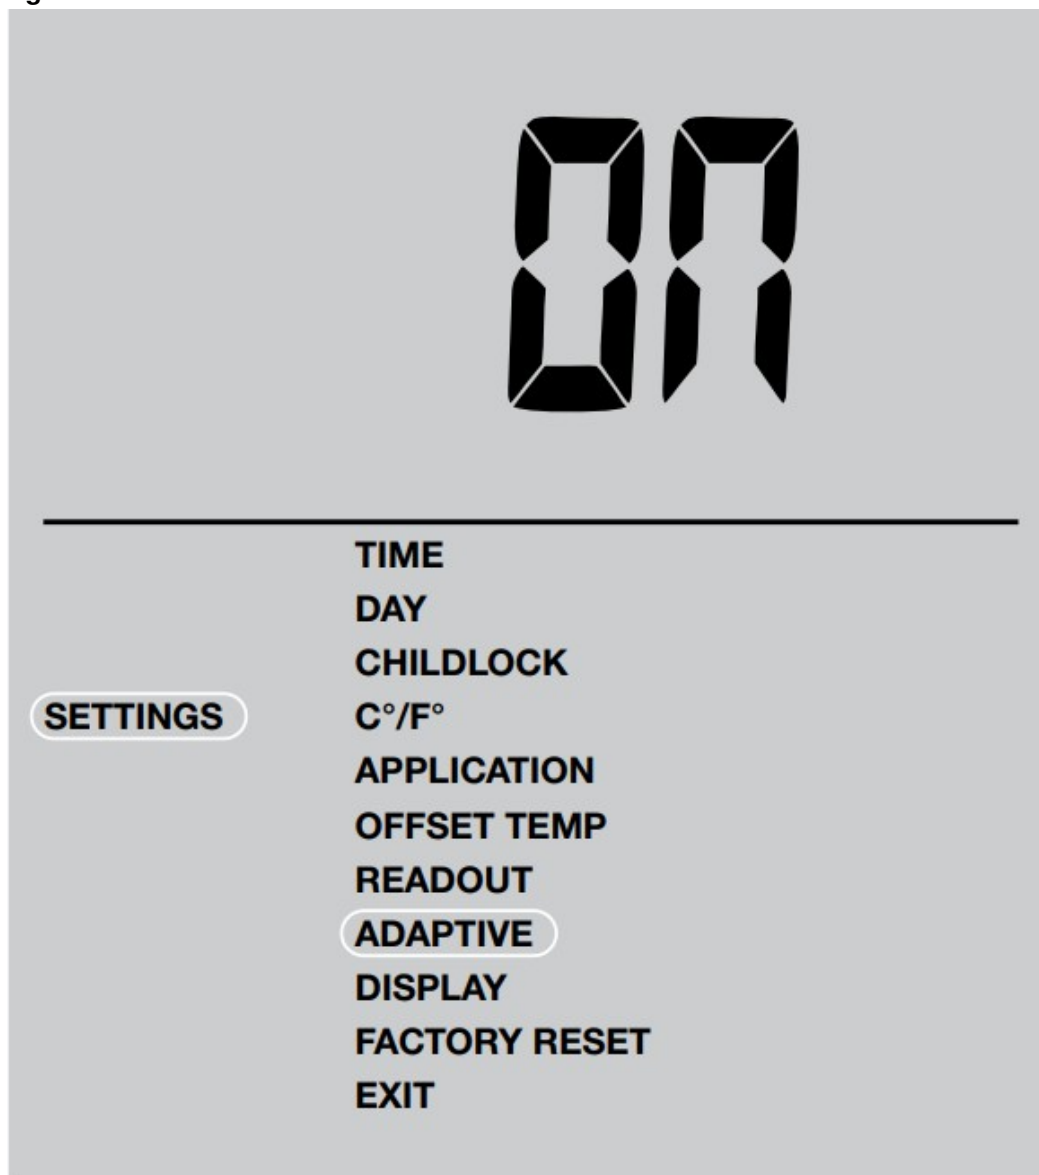 g
ON
TIME
DAY
CHILDLOCK
SETTINGS C°/F°
APPLICATION
OFFSET TEMP
READOUT
ADAPTIVE
DISPLAY
FACTORY RESET
EXIT